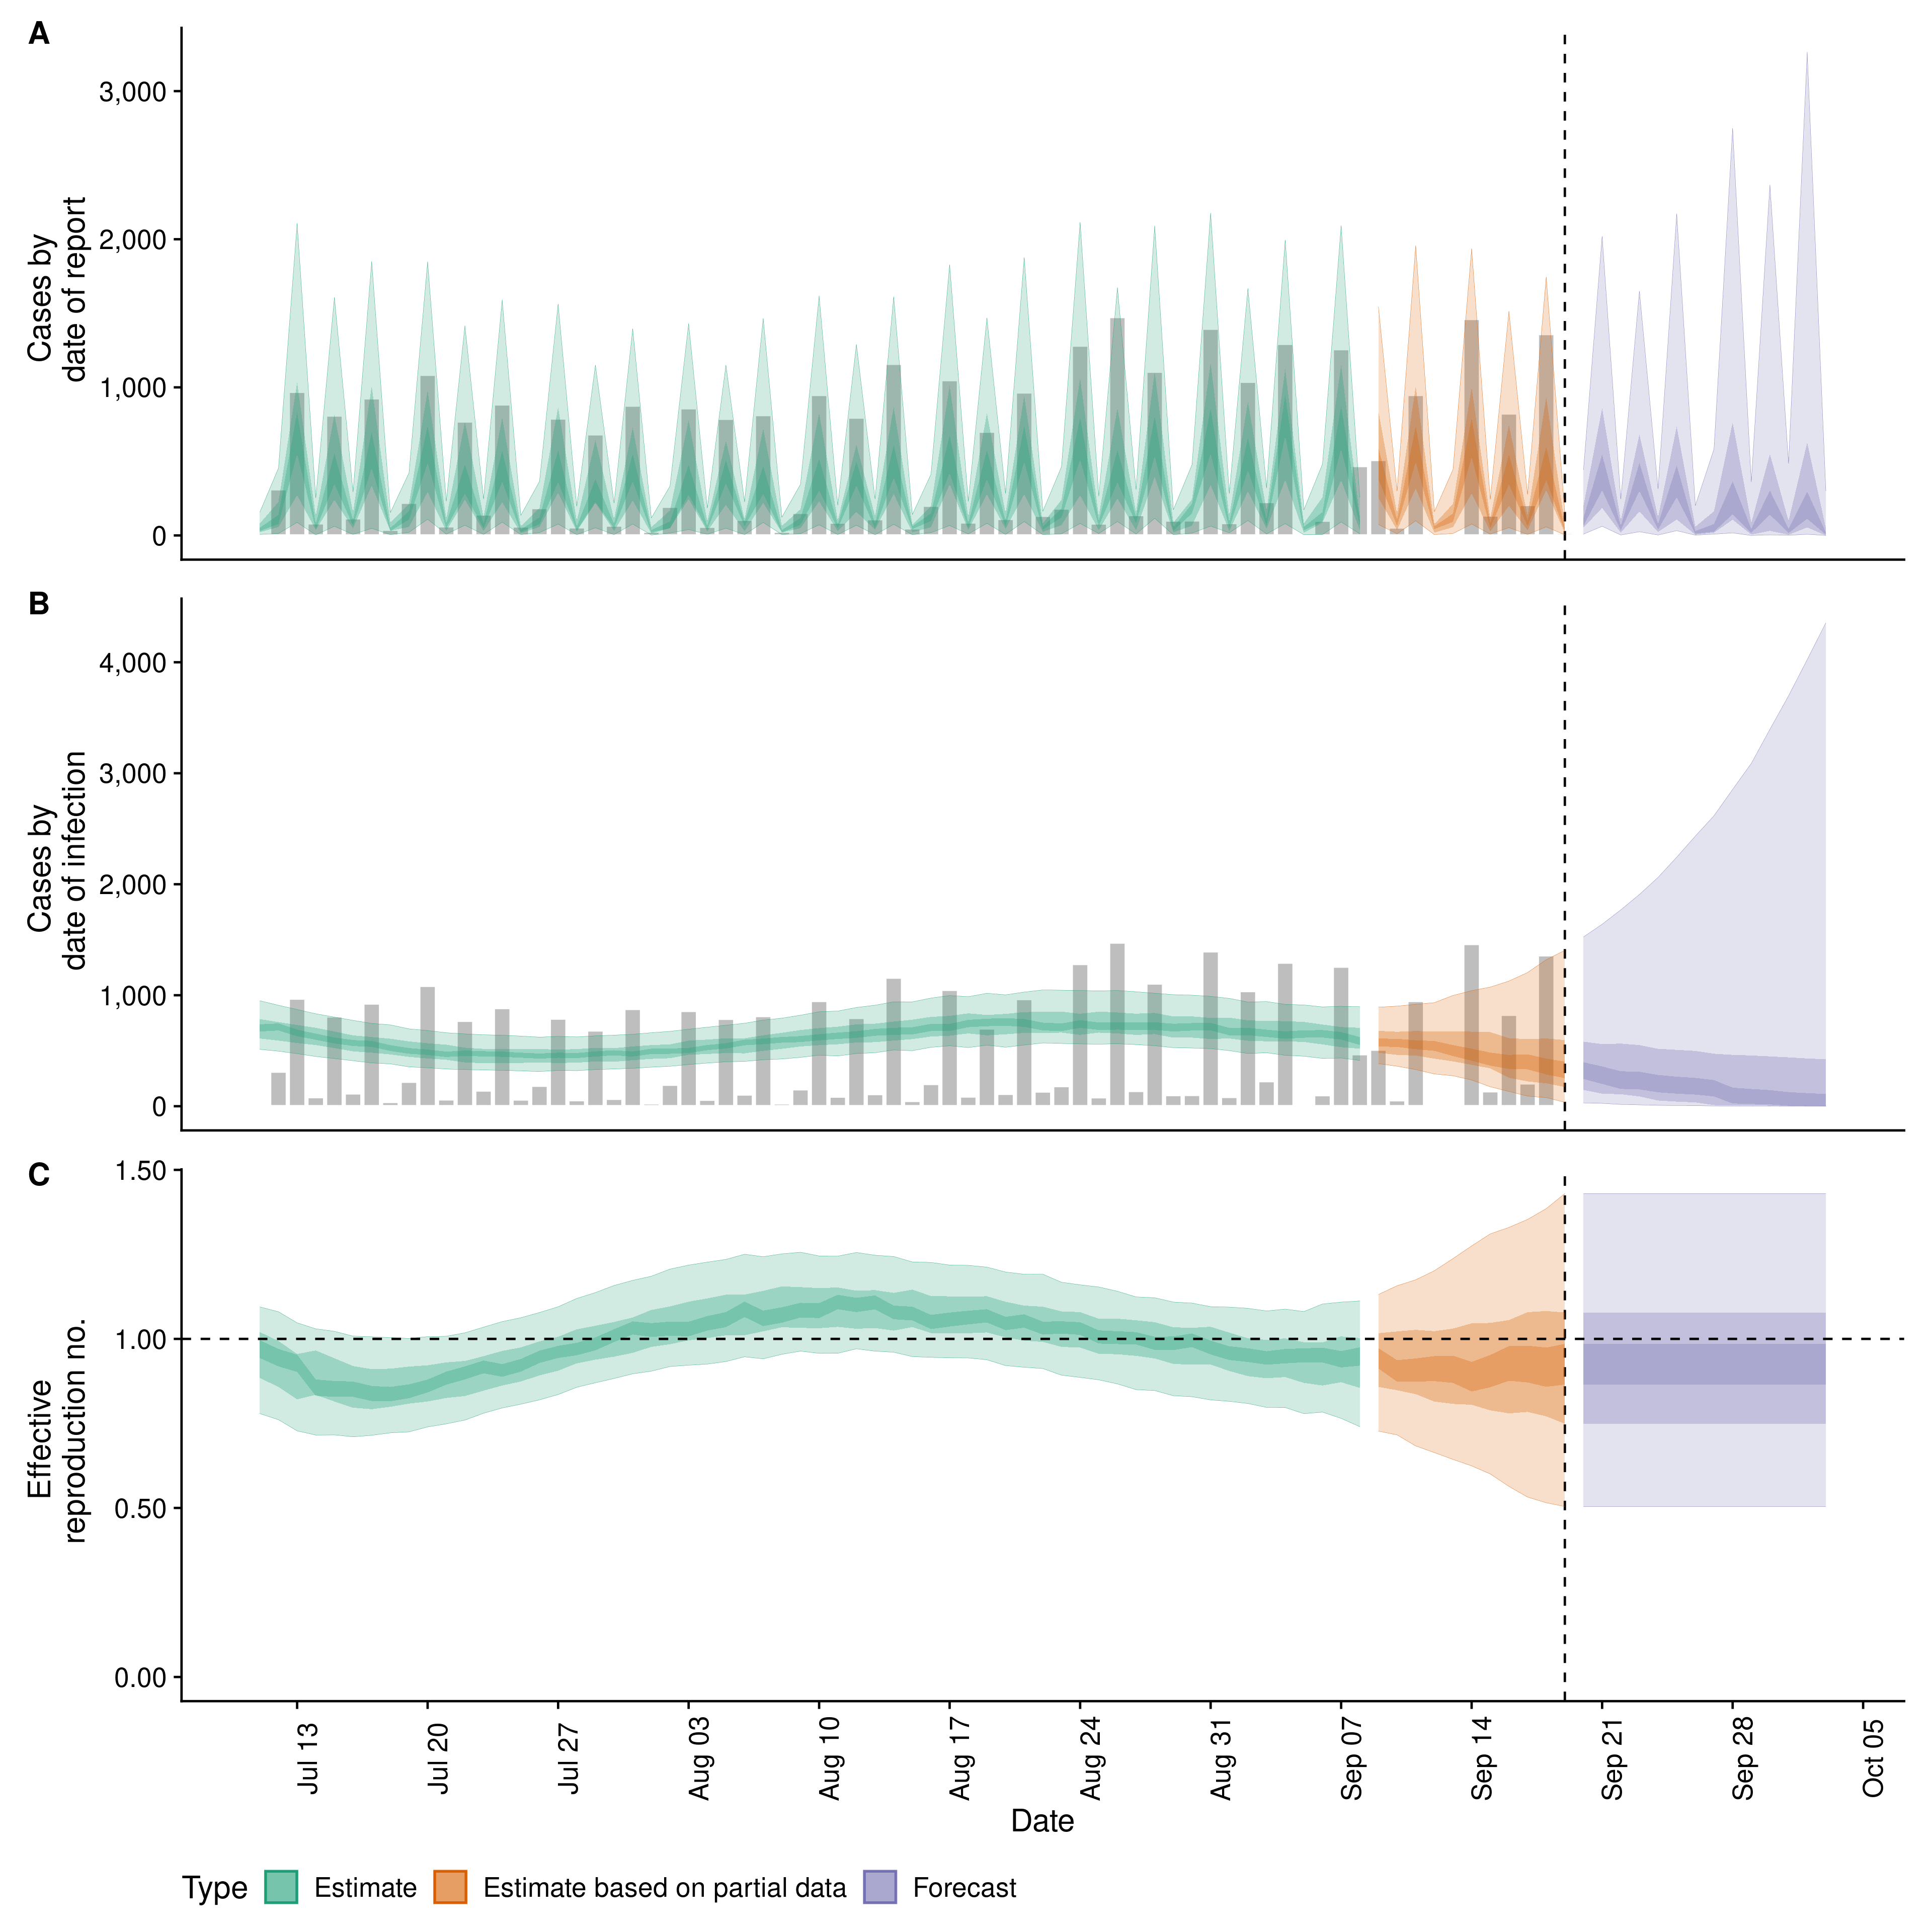 A
3,000
2,000
1,000
0
Cases by
date of report
B
4,000
3,000
2,000
1,000
0
Cases by
date of infection
C
1.50
1.00
0.50
0.00
Effective
reproduction no.
Jul 13
Jul 20
Jul 27
Aug 03
Aug 10
Aug 17
Aug 24
Aug 31
Sep 07
Sep 14
Sep 21
Sep 28
Oct 05
Date
Type Estimate Estimate based on partial data Forecast